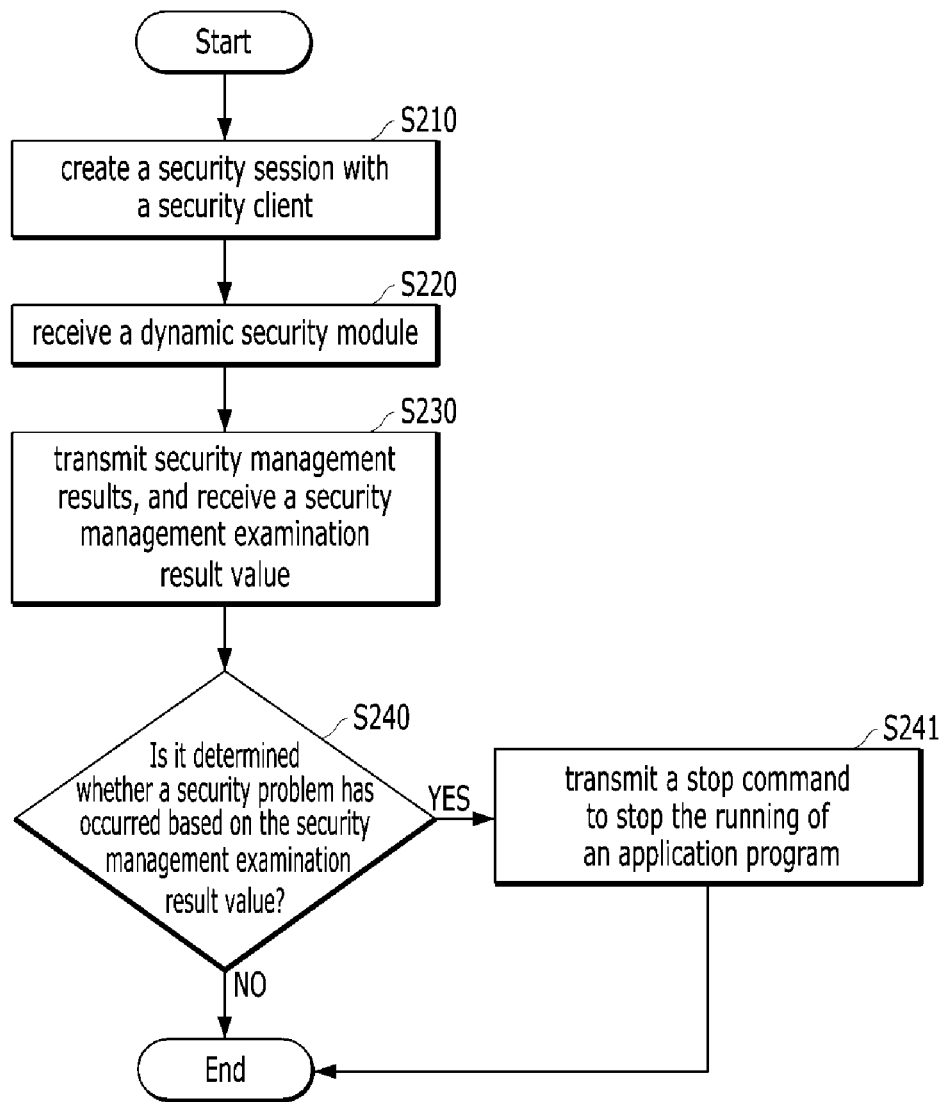 Start
S210
create a security session with
a security client
S220
receive a dynamic security module
S230
transmit security management
results, and receive a security
management examination
result value
S240
Is it determined
whether a security problem has
occurred based on the security
management examination
result value?
YES
S241
transmit a stop command
to stop the running of
an application program
NO
End